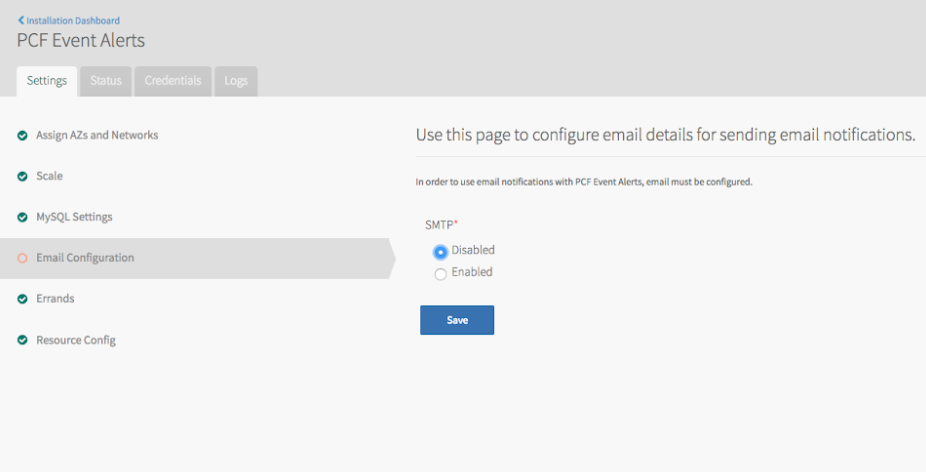 Installation Dashboard
PCF Event Alerts
Settings Status Credentials Logs
Assign AZs and Networks
Scale
MySQL Settings
Email Configuration
Errands
Resource Config
Use this page to configure email details for sending email notifications.
In order to use email notifications with PCF Event Alerts, email must be configured.
SMTP*
Disabled
Enabled
Save